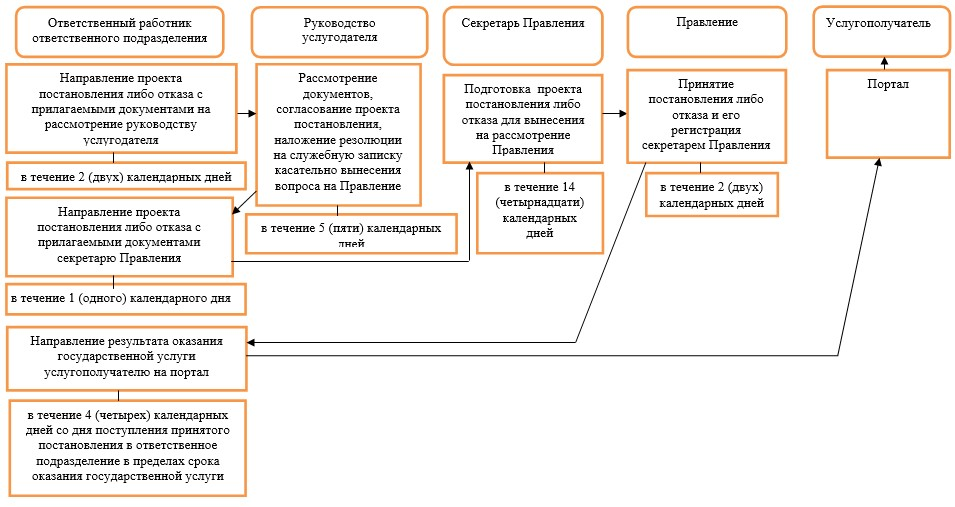 Ответственный работник
ответственного подразделения
Руководство
услугодателя
Секретарь Правления
Правление
Услугополучатель
Направление проекта
постановления либо отказа с
прилагаемыми документами на
рассмотрение руководству
услугодателя
в течение 2 (двух) календарных дней
Рассмотрение
документов,
согласование проекта
постановления,
наложение резолюции
на служебную записку
касательно вынесения
вопроса на Правление
в течение 5 (пяти) календарных
дней
Подготовка проекта
постановления либо
отказа для вынесения
на рассмотрение
Правления
в течение 14
(четырнадцати)
календарных
дней
Принятие
постановления либо
отказа и его
регистрация
секретарем Правления
в течение 2 (двух)
календарных дней
Портал
Направление проекта
постановления либо отказа с
прилагаемыми документами
секретарю Правления
в течение 1 (одного) календарного дня
Направление результата оказания
государственной услуги
услугополучателю на портал
в течение 4 (четырех) календарных
дней со дня поступления принятого
постановления в ответственное
подразделение в пределах срока
оказания государственной услуги